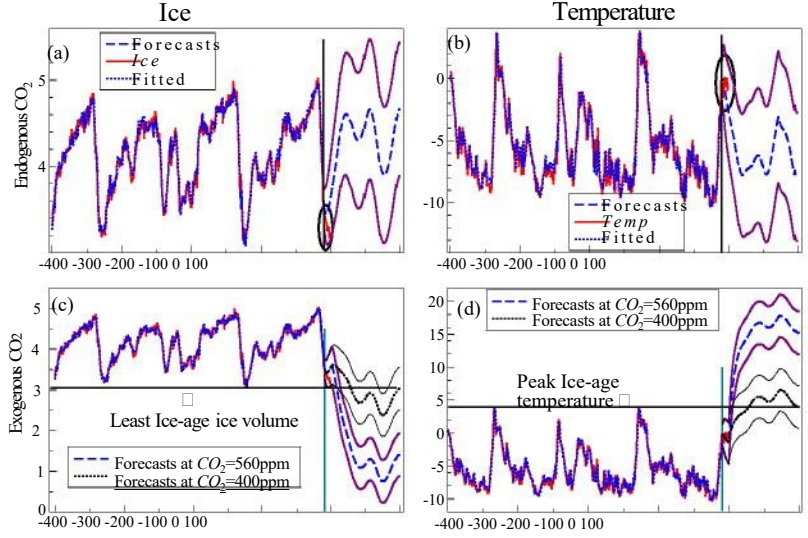 Ice
Temperature
Endogenous CO2
(a)
Forecasts
Ice
Fitted
5
4
-400 -300 -200 -100 0 100
(b)
0
-5
-10
Forecasts
Temp
Fitted
-400 -300 -200 -100 0 100
Exogenous CO2
(c)
5
4
3
2
1
0
Least Ice-age ice volume
Forecasts at CO2=560ppm
Forecasts at CO2=400ppm
-400 -300 -200 -100 0 100
(d)
20
15
10
5
0
-5
-10
Forecasts at CO2=560ppm
Forecasts at CO2=400ppm
Peak Ice-age
temperature
-400 -300 -200 -100 0 100